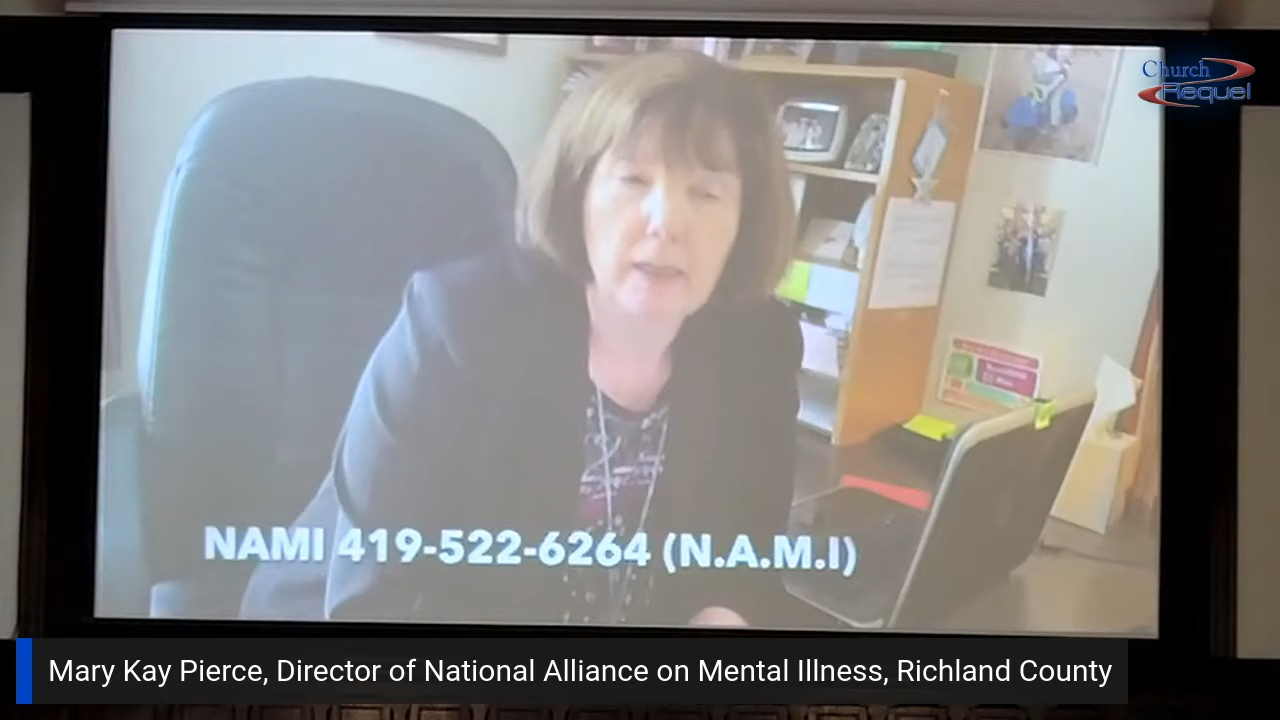 Church
Requel
NAMI 419-522-6264 (N.A.M.I)
Mary Kay Pierce, Director of National Alliance on Mental Illness, Richland County